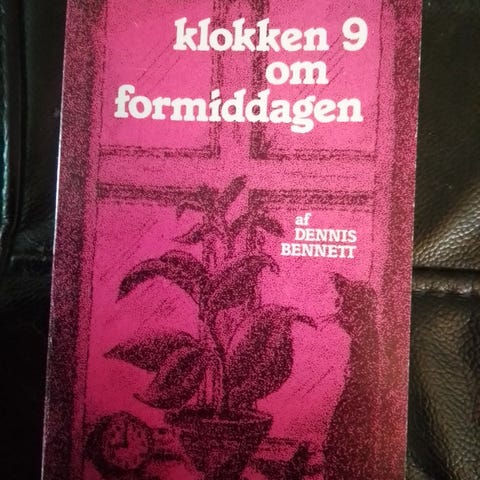 klokken 9
om
formiddagen
af
DENNIS
BENNETT